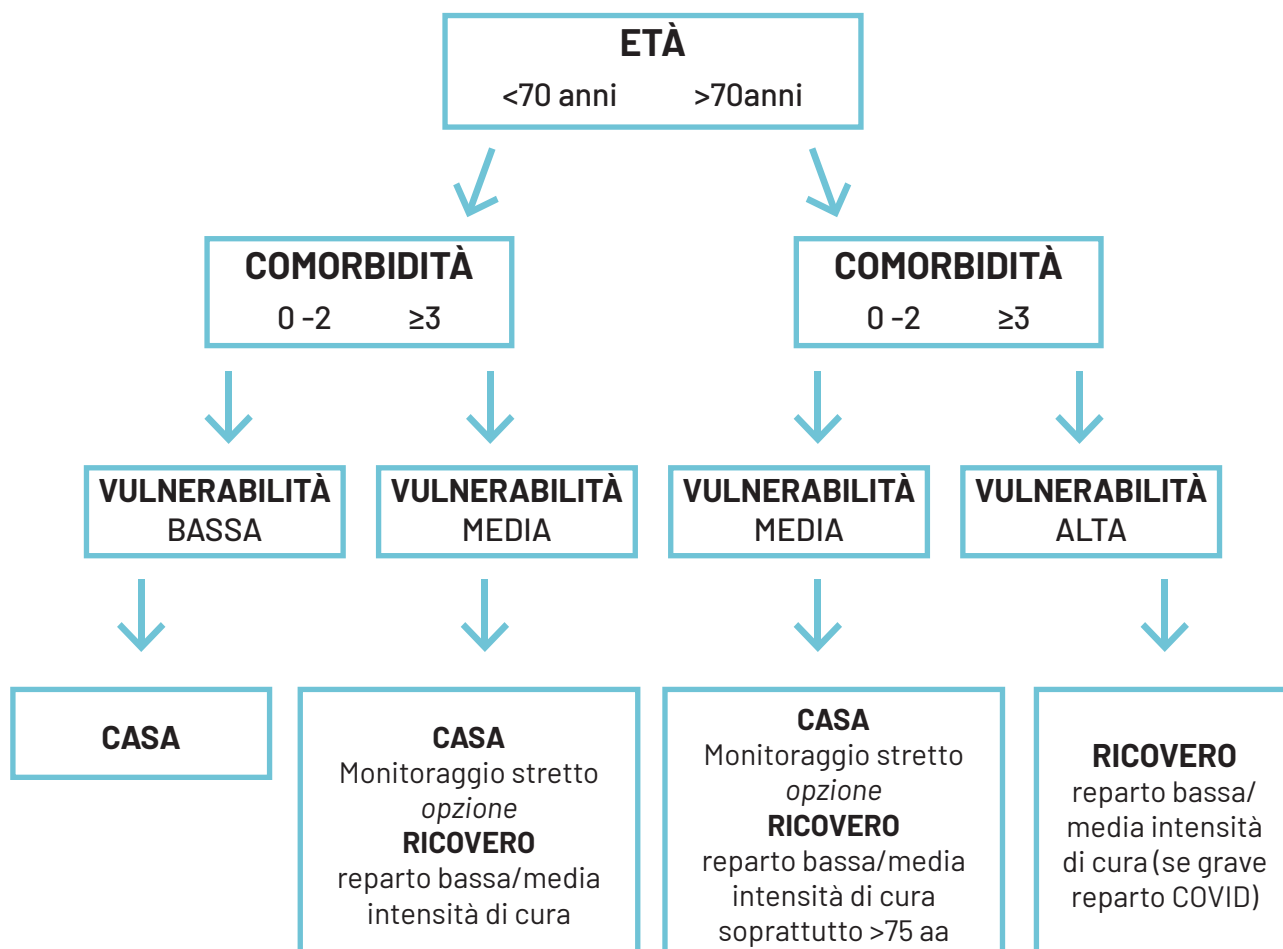 ETÀ
<70 anni >70anni
COMORBIDITÀ
0 -2 ≥3
COMORBIDITÀ
0 -2 ≥3
VULNERABILITÀ
BASSA
VULNERABILITÀ
MEDIA
VULNERABILITÀ
MEDIA
VULNERABILITÀ
ALTA
CASA
CASA
Monitoraggio stretto
opzione
RICOVERO
reparto bassa/media
intensità di cura
CASA
Monitoraggio stretto
opzione
RICOVERO
reparto bassa/media
intensità di cura
soprattutto >75 aa
RICOVERO
reparto bassa/
media intensità
di cura (se grave
reparto COVID)